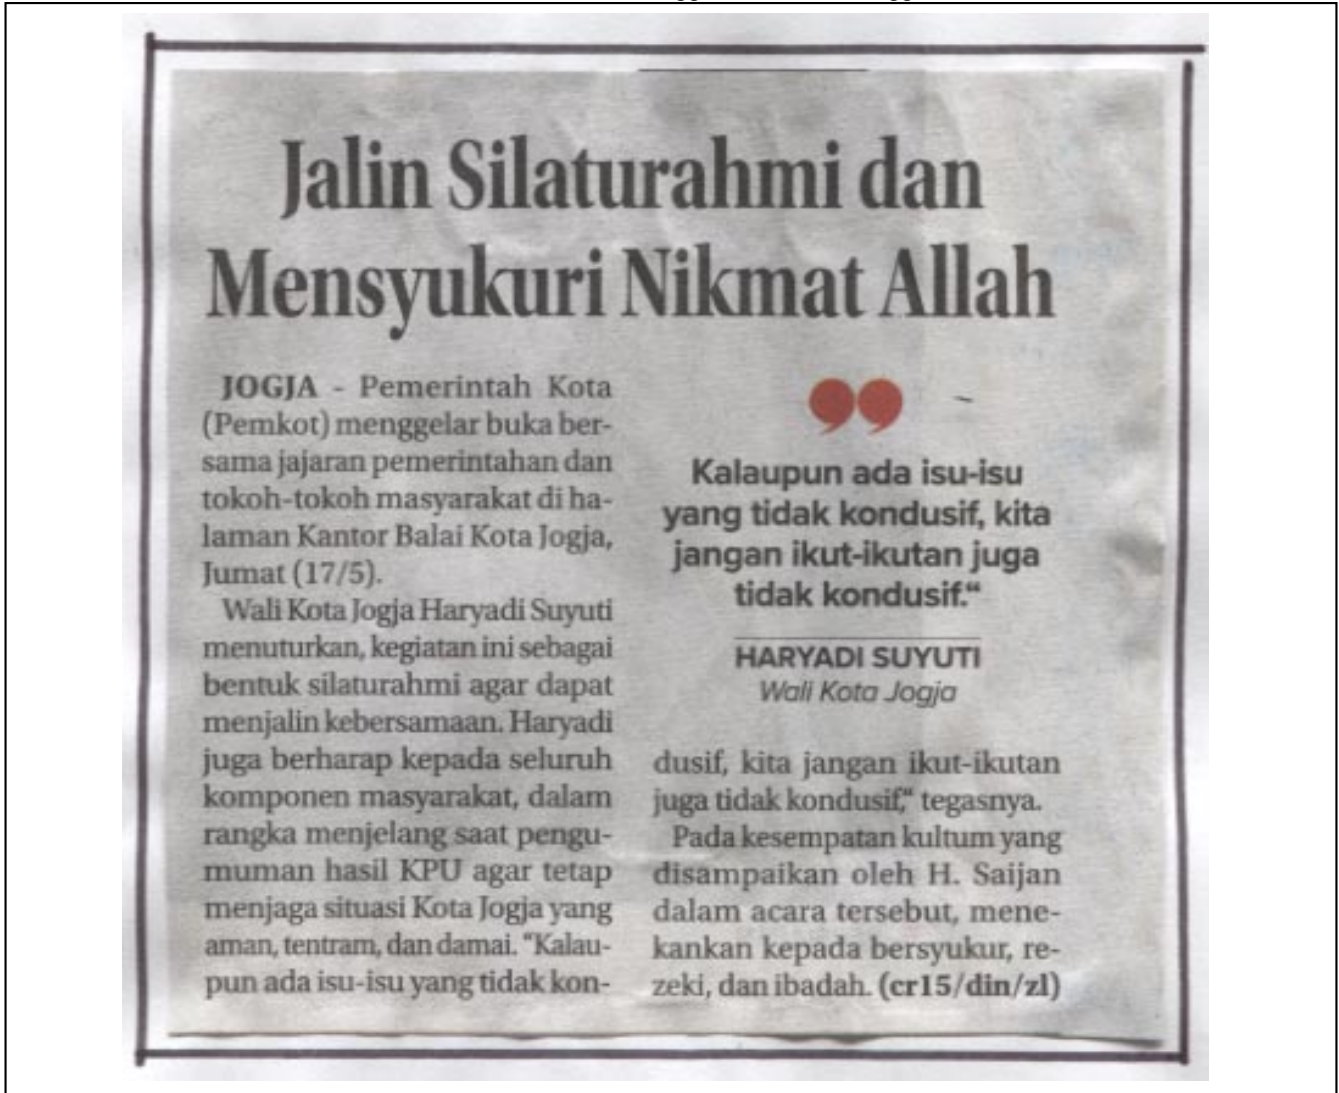 Jalin Silaturahmi dan
Mensyukuri Nikmat Allah
JOGJA - Pemerintah Kota
(Pemkot) menggelar buka ber-
sama jajaran pemerintahan dan
tokoh-tokoh masyarakat di ha-
laman Kantor Balai Kota Jogja,
Jumat (17/5).
Wali Kota Jogja Haryadi Suyuti
menuturkan, kegiatan ini sebagai
bentuk silaturahmi agar dapat
menjalin kebersamaan. Haryadi
juga berharap kepada seluruh
komponen masyarakat, dalam
rangka menjelang saat pengu-
muman hasil KPU agar tetap
menjaga situasi Kota Jogja yang
aman, tentram, dan damai. “Kalau-
pun ada isu-isu yang tidak kon-
”
Kalaupun ada isu-isu
yang tidak kondusif, kita
jangan ikut-ikutan juga
tidak kondusif.“
HARYADI SUYUTI
Wali Kota Jogja
dusif, kita jangan ikut-ikutan
juga tidak kondusif,“ tegasnya.
Pada kesempatan kultum yang
disampaikan oleh H. Saijan
dalam acara tersebut, mene-
kankan kepada bersyukur, re-
zeki, dan ibadah. (cr15/din/zl)